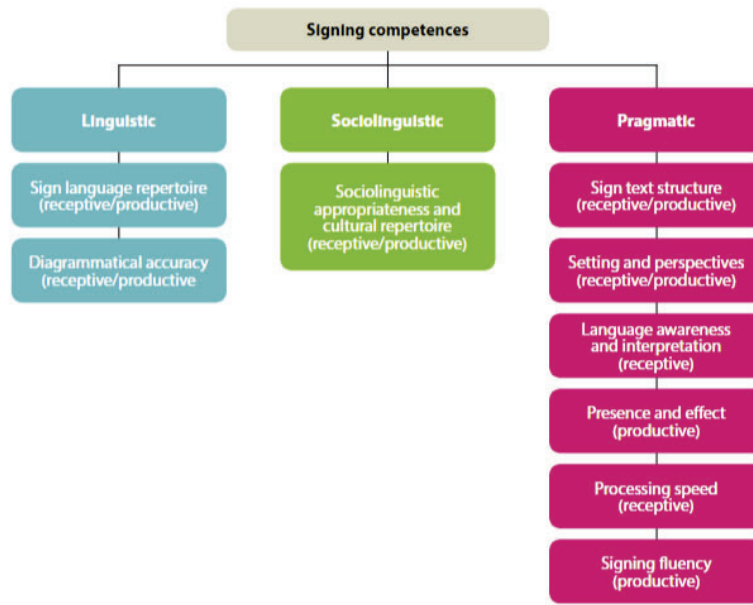 Signing competences
Linguistic
Sign language repertoire
(receptive/productive)
Diagrammatical accuracy
(receptive/productive
Sociolinguistic
Sociolinguistic
appropriateness and
cultural repertoire
(receptive/productive)
Pragmatic
Sign text structure
(receptive/productive)
Setting and perspectives
(receptive/productive)
Language awareness
and interpretation
(receptive)
Presence and effect
(productive)
Processing speed
(receptive)
Signing fluency
(productive)